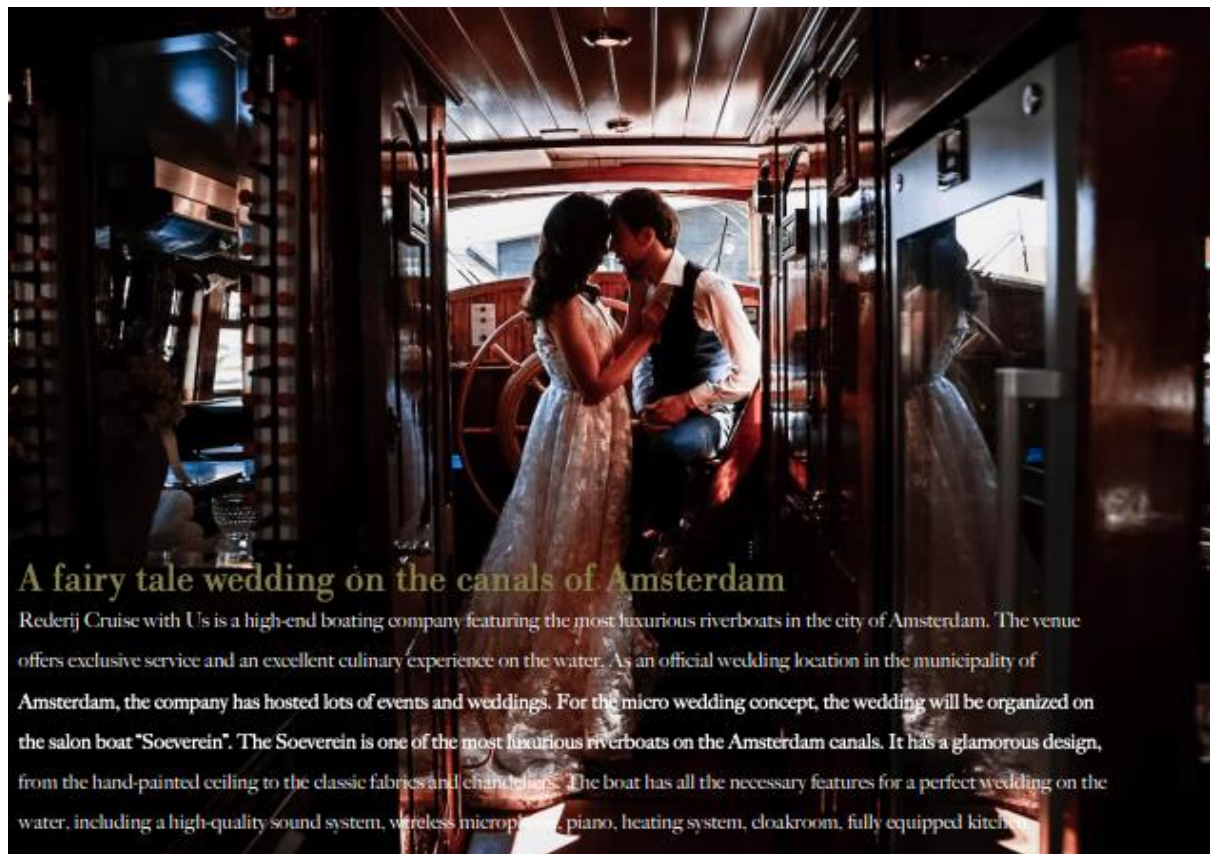 A fairy tale wedding on the canals of Amsterdam
Rederij Cruise with Us is a high-end boating company featuring the most luxurious riverboats in the city of Amsterdam. The venue
offers exclusive service and an excellent culinary experience on the water. As an official wedding location in the municipality of
Amsterdam, the company has hosted lots of events and weddings. For the micro wedding concept, the wedding will be organized on
the salon boat "Soeverein". The Soeverein is one of the most luxurious riverboats on the Amsterdam canals. It has a glamorous design,
from the hand-painted ceiling to the classic fabrics and chandeliers. The boat has all the necessary features for a perfect wedding on the
water, including a high-quality sound system, wireless microphone, piano, heating system, cloakroom, fully equipped kitchen.